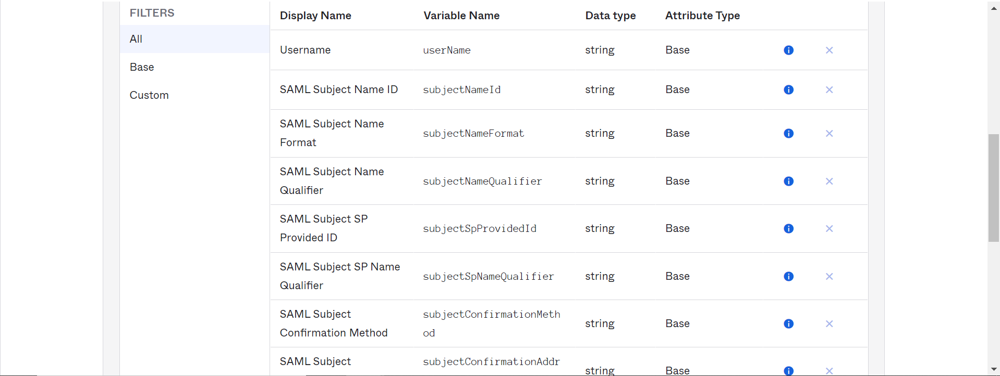 FILTERS
All
Base
Custom
Display Name Variable Name Data type Attribute Type
Username userName string Base
SAML Subject Name ID subjectNameId string Base
SAML Subject Name
Format
subjectNameFormat string Base
SAML Subject Name
Qualifier
subjectNameQualifier string Base
SAML Subject SP
Provided ID
subjectSpProvidedId string Base
SAML Subject SP Name
Qualifier
subjectSpNameQualifier string Base
SAML Subject
Confirmation Method
subjectConfirmationMeth
od
string Base
SAML Subject
subjectConfirmationAddr
string Base